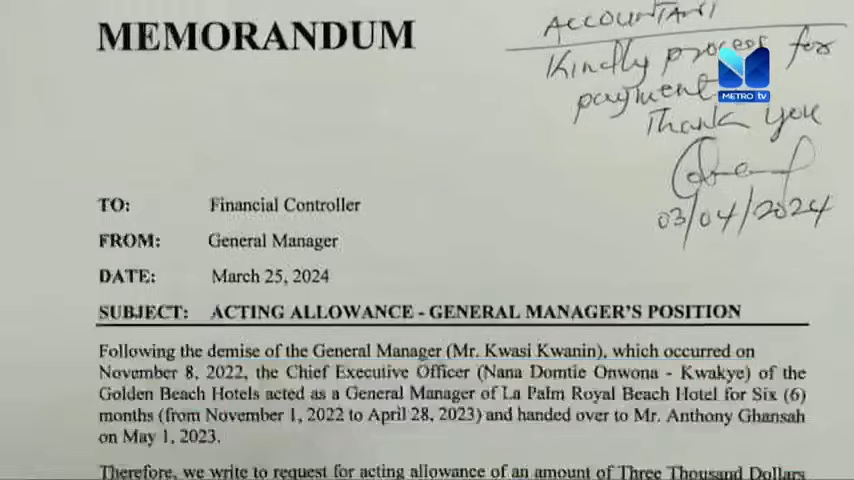 MEMORANDUM
ACCOUNTANT
Kindly process for
payment
Thank you
03/04/2024
METRO tv
TO: Financial Controller
FROM: General Manager
DATE: March 25, 2024
SUBJECT: ACTING ALLOWANCE - GENERAL MANAGER'S POSITION
Following the demise of the General Manager (Mr. Kwasi Kwanin), which occurred on
November 8, 2022, the Chief Executive Officer (Nana Domtie Onwona - Kwakye) of the
Golden Beach Hotels acted as a General Manager of La Palm Royal Beach Hotel for Six (6)
months (from November 1, 2022 to April 28, 2023) and handed over to Mr. Anthony Ghansah
on May 1, 2023.
Therefore, we write to request for acting allowance of an amount of Three Thousand Dollars